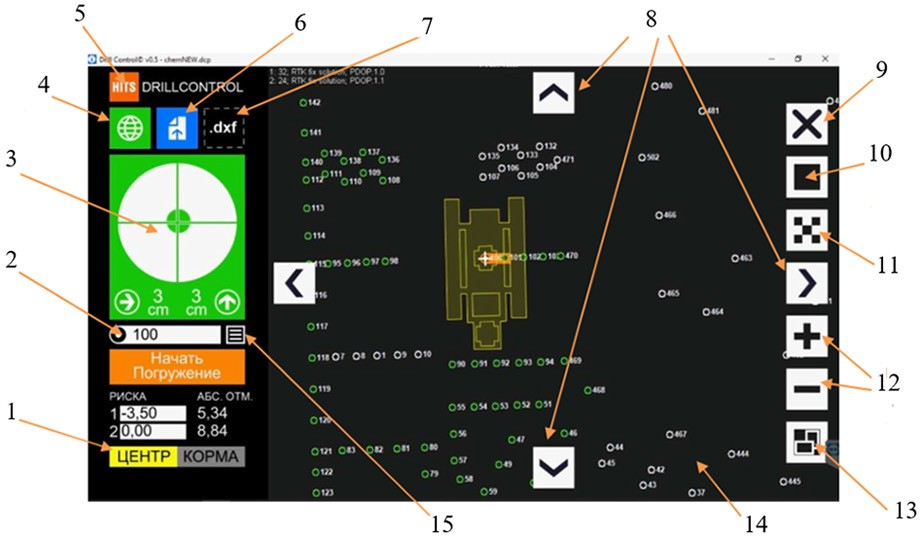 5
6
7
8
Drill Control© v0.5 - chernNEW.dcp
1: 32; RTK fix solution; PDOP:1.0
2: 24; RTK fix solution; PDOP:1.1
HITS DRILLCONTROL
4
.dxf
9
3
10
11
2
3 cm 3 cm
100
Начать
Погружение
РИСКА АБС. ОТМ.
1 -3,50 5,34
2 0,00 8,84
1
ЦЕНТР КОРМА
12
13
14
15
142
480
481
141
139 137 134 132
140 138 136 135 133 471
502
111 109 106 104
112 110 108 107 105
113
466
114
115 95 96 97 98
101 102 470
463
116
465
464
117
118 7 8 1 9 10
90 91 92 93 94 469
119
468
55 54 53 52 51
120
56 47 46 467
121 83 82 81 80 44 444
57 49 45
122 79 42
58 43 445
123 59 37